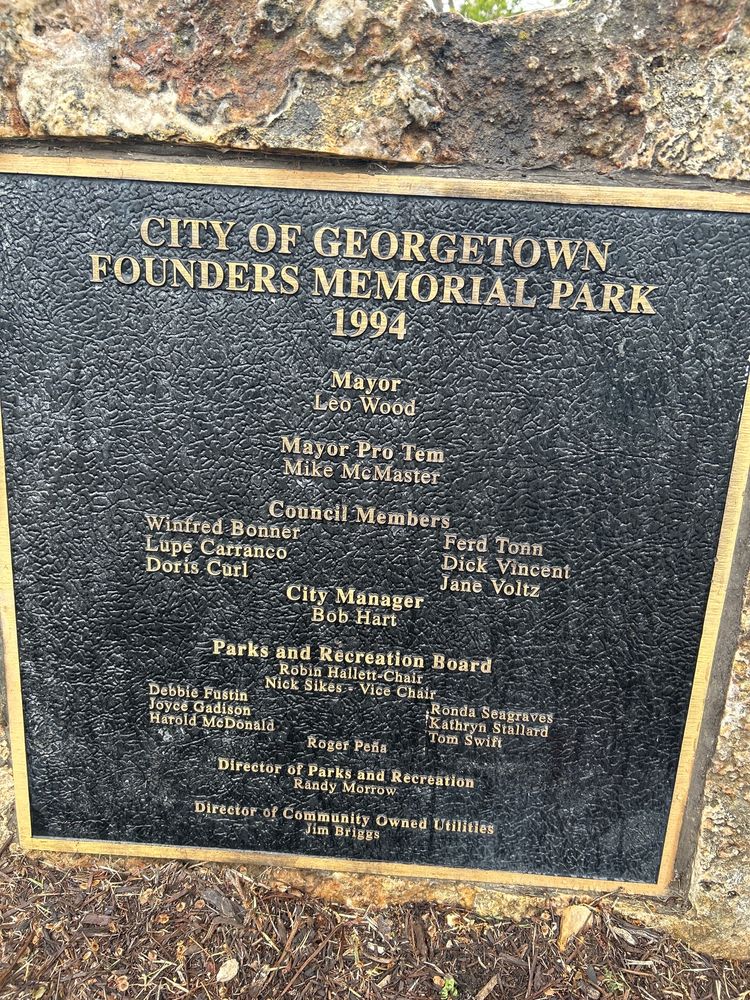 CITY OF GEORGETOWN
FOUNDERS MEMORIAL PARK
1994
Mayor
Leo Wood
Mayor Pro Tem
Mike McMaster
Council Members
Winfred Bonner
Lupe Carranco
Doris Curl
Ferd Tonn
Dick Vincent
Jane Voltz
City Manager
Bob Hart
Parks and Recreation Board
Robin Hallett-Chair
Nick Sikes - Vice Chair
Debbie Fustin
Joyce Gadison
Harold McDonald
Ronda Seagraves
Kathryn Stallard
Tom Swift
Roger Peña
Director of Parks and Recreation
Randy Morrow
Director of Community Owned Utilities
Jim Briggs